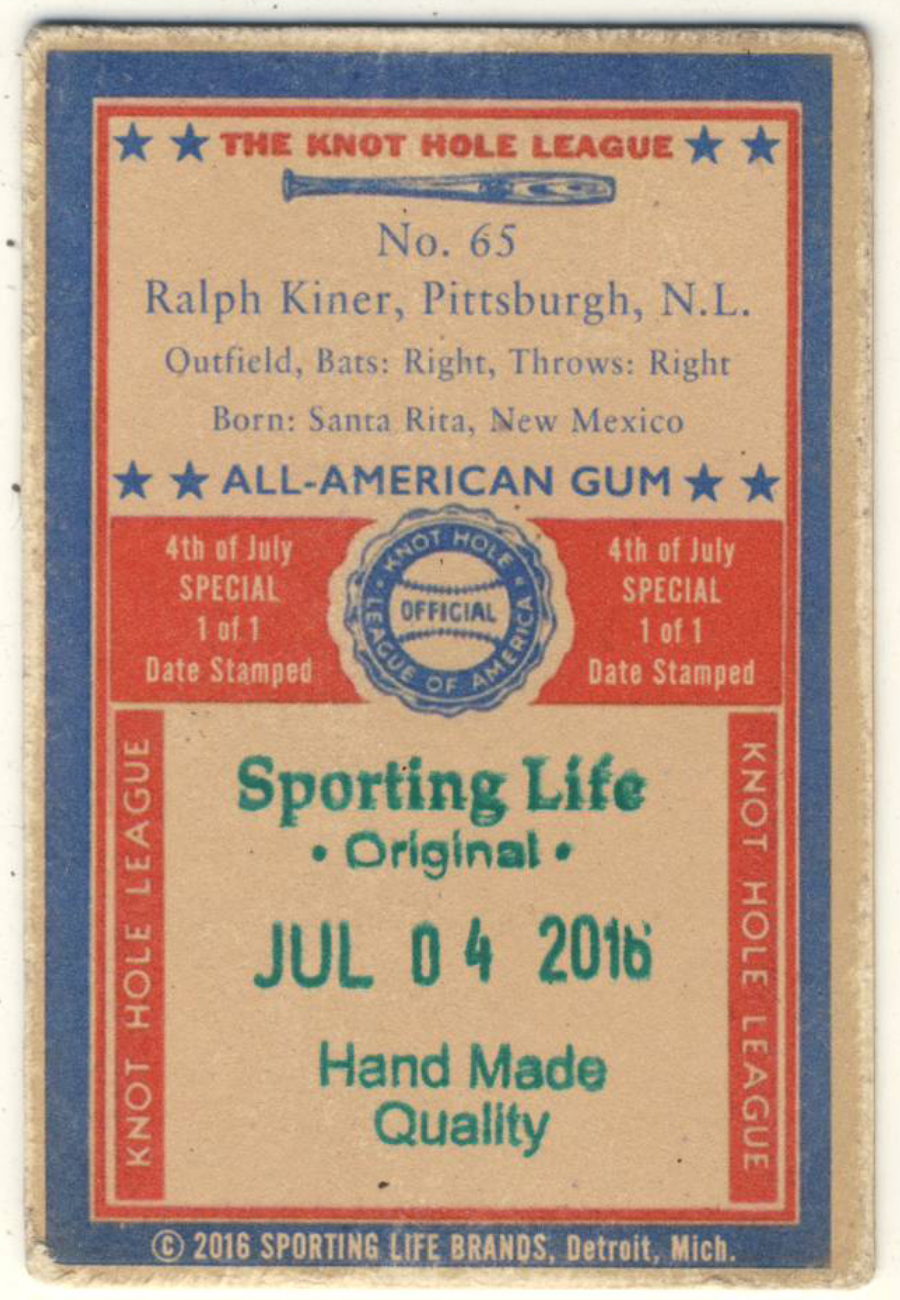 THE KNOT HOLE LEAGUE
No. 65
Ralph Kiner, Pittsburgh, N.L.
Outfield, Bats: Right, Throws: Right
Born: Santa Rita, New Mexico
ALL-AMERICAN GUM
4th of July
SPECIAL
1 of 1
Date Stamped
KNOT HOLE LEAGUE OF AMERICA
OFFICIAL
4th of July
SPECIAL
1 of 1
Date Stamped
KNOT HOLE LEAGUE
Sporting Life
• Original •
JUL 04 2016
Hand Made
Quality
KNOT HOLE LEAGUE
© 2016 SPORTING LIFE BRANDS, Detroit, Mich.